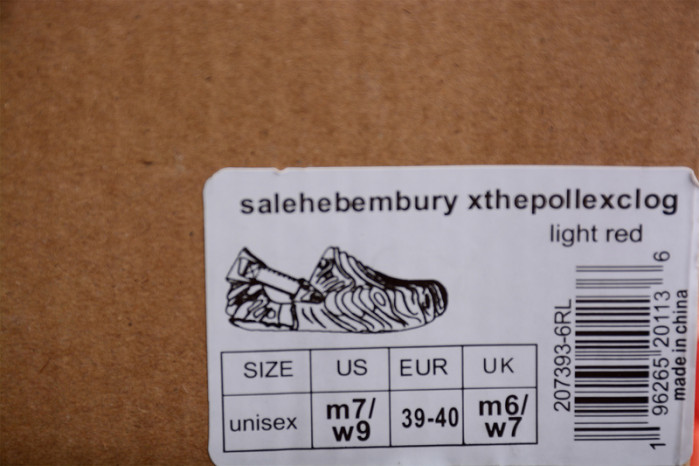 salehebembury xthepollexclog
light red
SIZE US EUR UK
unisex m7/w9 39-40 m6/w7
207393-6RL
1 96265 20113 6
made in china